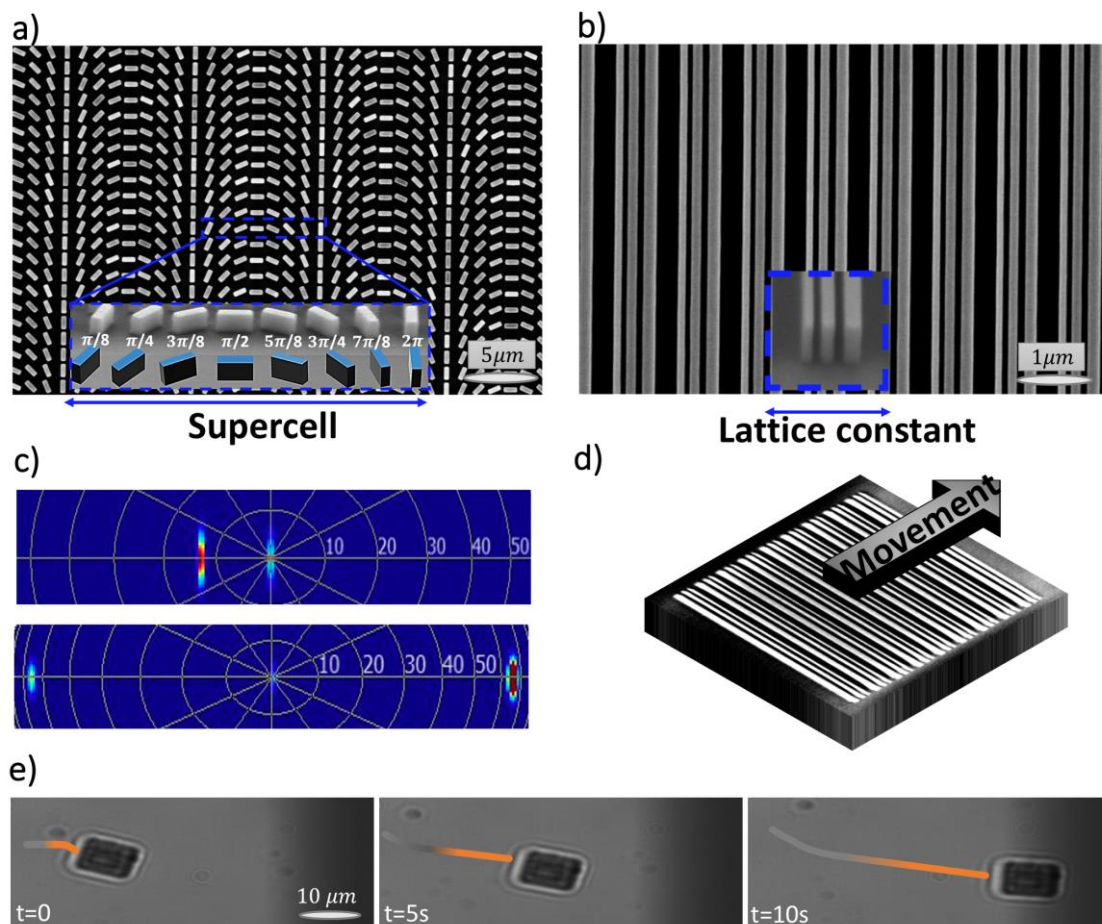 a)
b)
π/8 π/4 3π/8 π/2 5π/8 3π/4 7π/8 2π
5μm
1μm
Supercell
Lattice constant
c)
d)
10 20 30 40 50
10 20 30 40 50
Movement
e)
10 μm
t=0
t=5s
t=10s